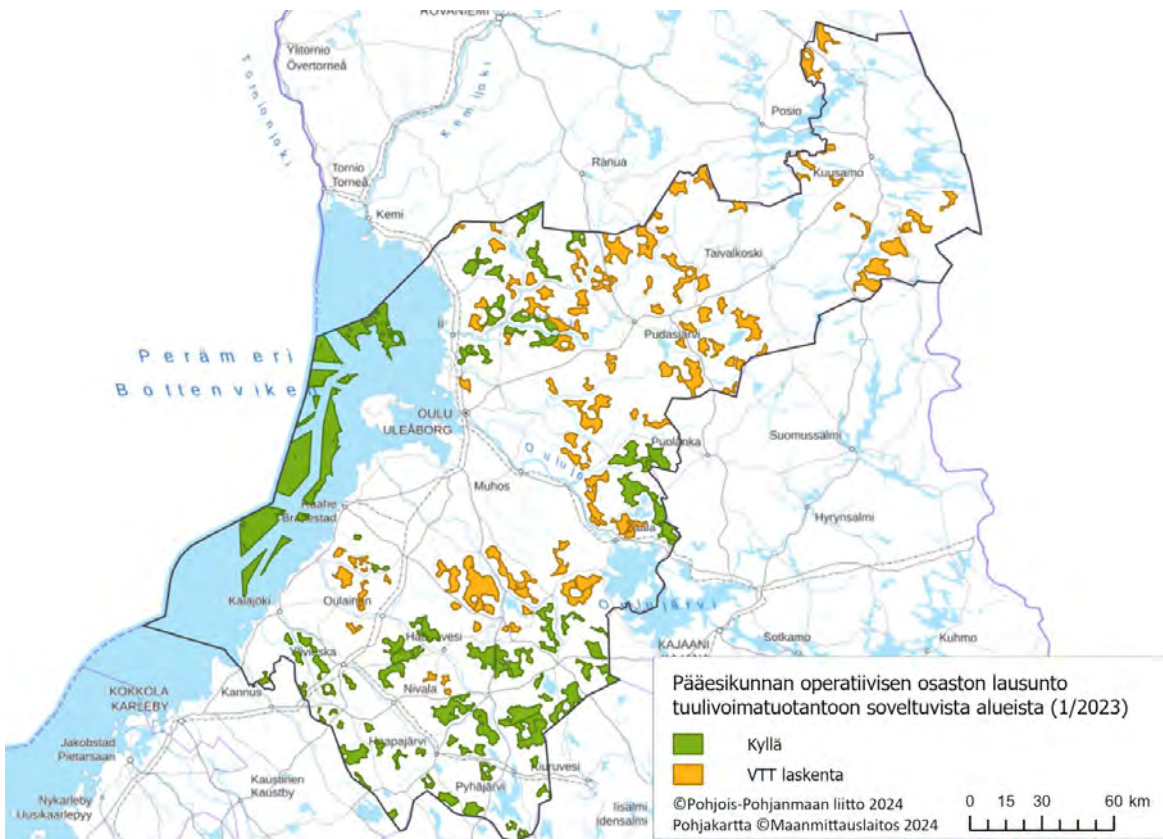 ROVANIEMI
Ylitornio
Övertorneå
Tornionjoki
Kemijoki
Posio
Ranua
Kuusamo
Tornio
Torneå
Kemi
Taivalkoski
Ii
Pudasjärvi
Perämeri
Bottenviken
OULU
ULEÅBORG
Puolanka
Suomussalmi
Oulujo
Muhos
Raahe
Brahestad
Hyrynsalmi
Kalajoki
Oulainen
Oulujärvi
KAJAANI
Sotkamo
Kuhmo
Haapavesi
Ylivieska
Kannus
Nivala
KOKKOLA
KARLEBY
Haapajärvi
Jakobstad
Pietarsaari
Kaustinen
Kaustby
Pyhäjärvi
Kiuruvesi
Nykarleby
Uusikaarlepyy
Iisalmi
Idensalmi
Pääesikunnan operatiivisen osaston lausunto
tuulivoimatuotantoon soveltuvista alueista (1/2023)
Kyllä
VTT laskenta
©Pohjois-Pohjanmaan liitto 2024
Pohjakartta ©Maanmittauslaitos 2024
0 15 30 60 km